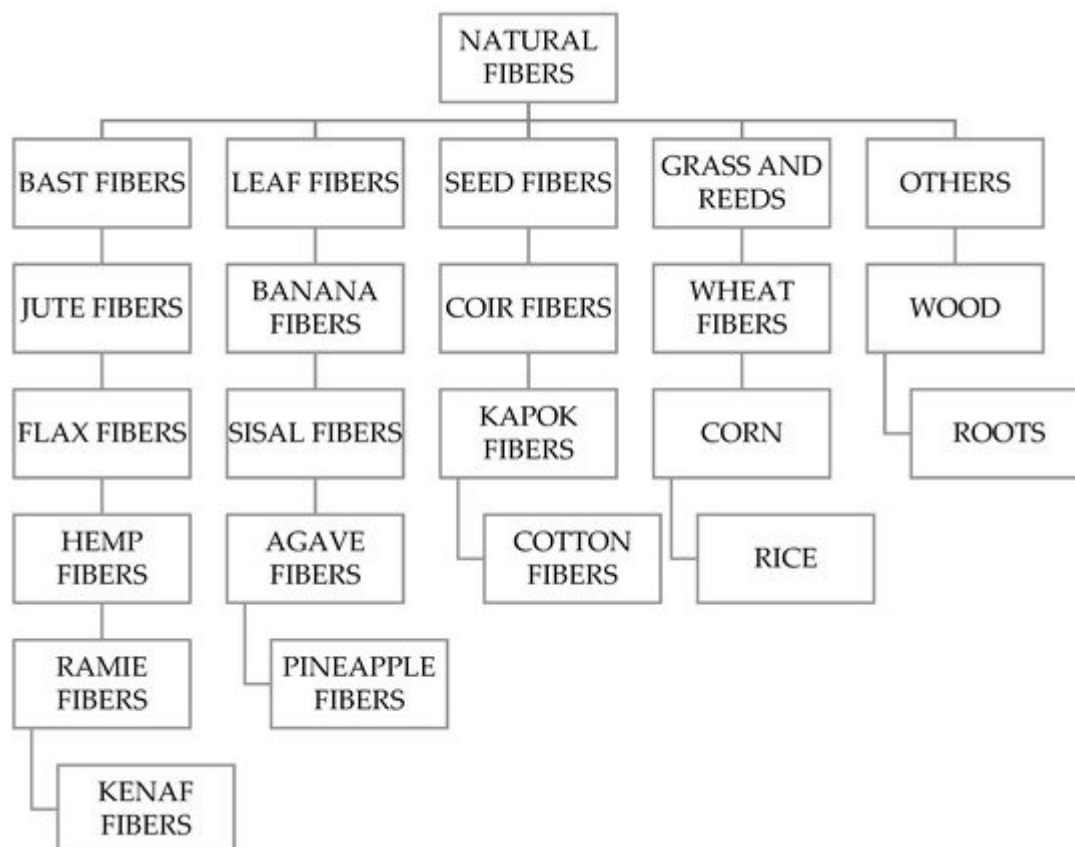 NATURAL
FIBERS
BAST FIBERS
LEAF FIBERS
SEED FIBERS
GRASS AND
REEDS
OTHERS
JUTE FIBERS
BANANA
FIBERS
COIR FIBERS
WHEAT
FIBERS
WOOD
FLAX FIBERS
SISAL FIBERS
KAPOK
FIBERS
CORN
ROOTS
HEMP
FIBERS
AGAVE
FIBERS
COTTON
FIBERS
RICE
RAMIE
FIBERS
PINEAPPLE
FIBERS
KENAF
FIBERS